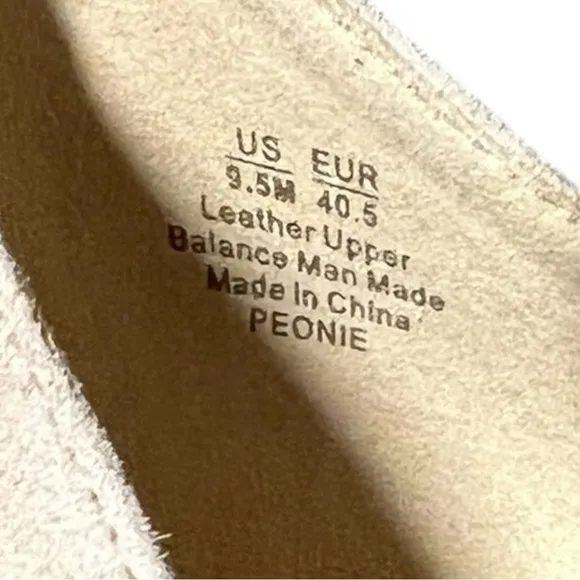 US EUR
9.5M 40.5
Leather Upper
Balance Man Made
Made In China
PEONIE